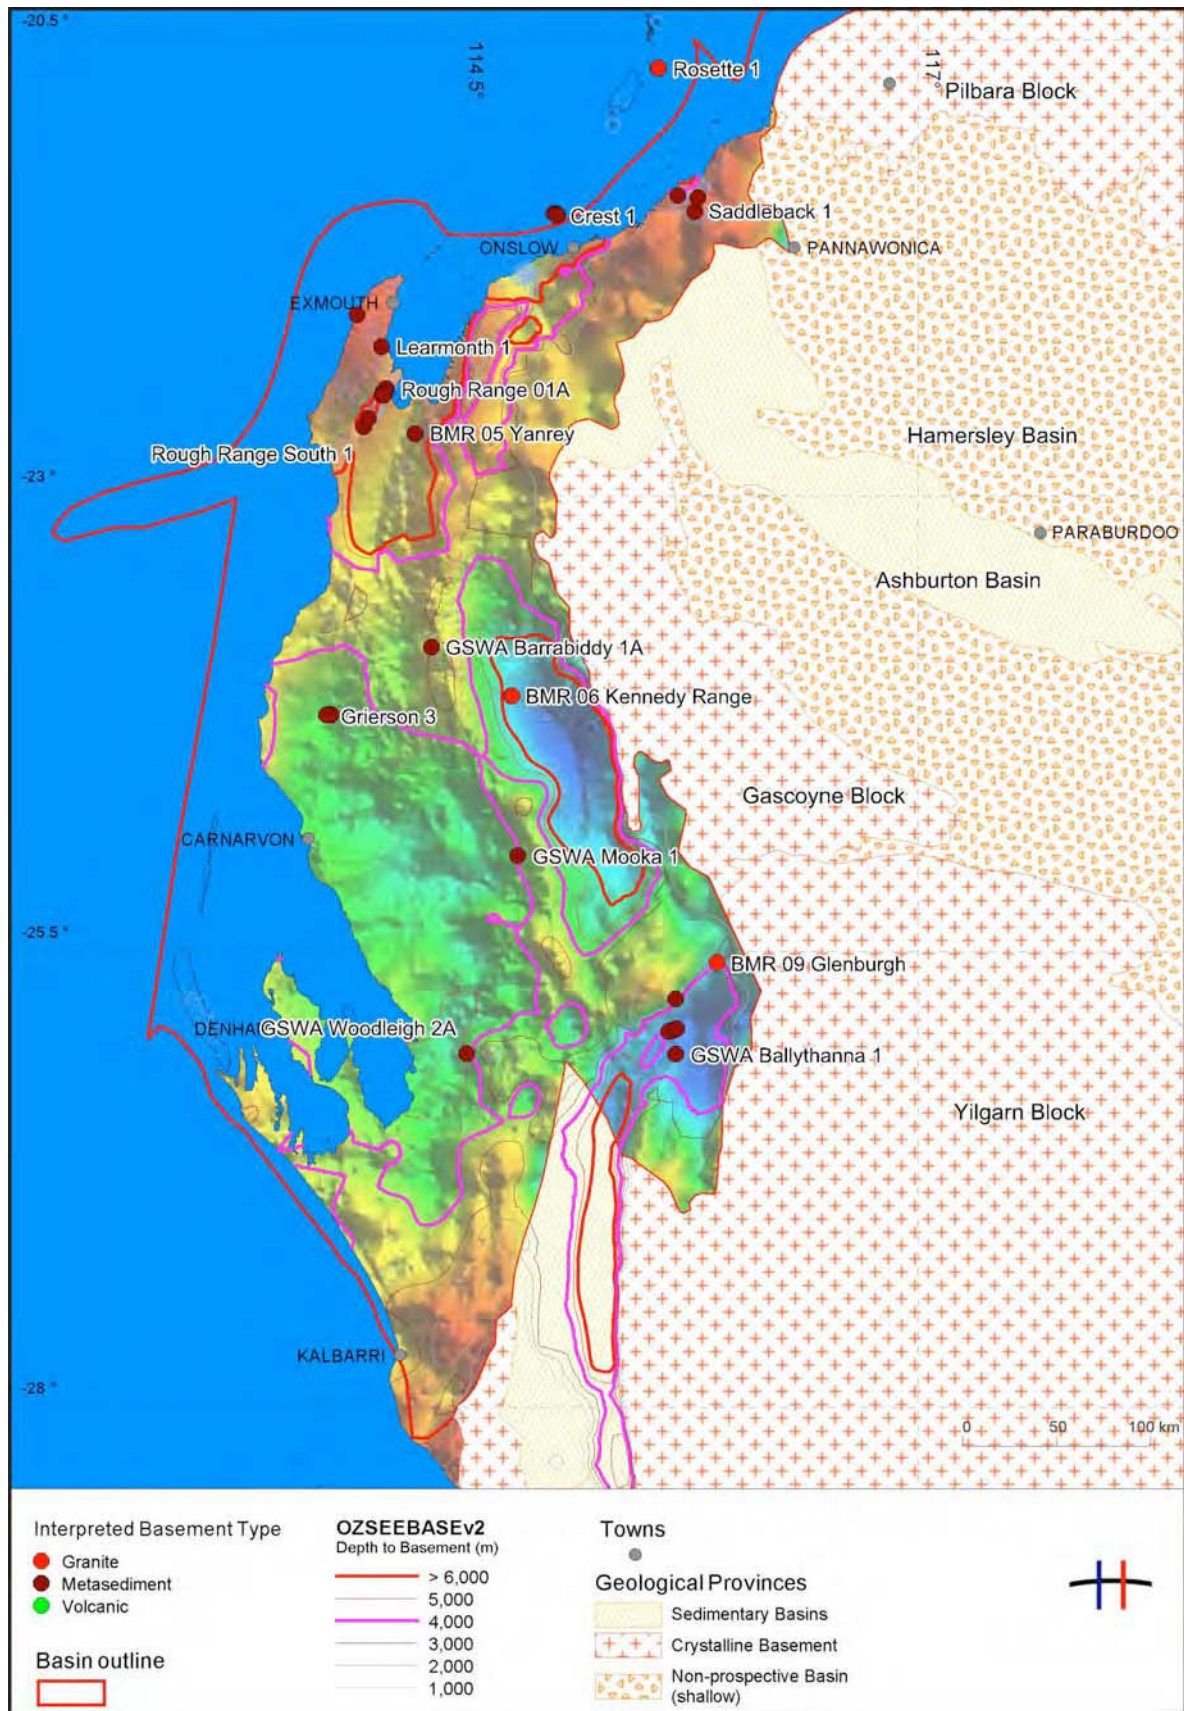 -20.5°
114.5°
117°
Rosette 1
Pilbara Block
Crest 1
Saddleback 1
ONSLOW
PANNAWONICA
EXMOUTH
Learmonth 1
Rough Range 01A
BMR 05 Yanrey
Hamersley Basin
Rough Range South 1
-23°
PARABURDOO
Ashburton Basin
GSWA Barrabiddy 1A
BMR 06 Kennedy Range
Grierson 3
Gascoyne Block
CARNARVON
GSWA Mooka 1
-25.5°
BMR 09 Glenburgh
GSWA Woodleigh 2A
GSWA Ballythanna 1
Yilgarn Block
KALBARRI
-28°
0 50 100 km
Interpreted Basement Type
Granite
Metasediment
Volcanic
Basin outline
OZSEEBASEv2
Depth to Basement (m)
> 6,000
5,000
4,000
3,000
2,000
1,000
Towns
Geological Provinces
Sedimentary Basins
Crystalline Basement
Non-prospective Basin
(shallow)